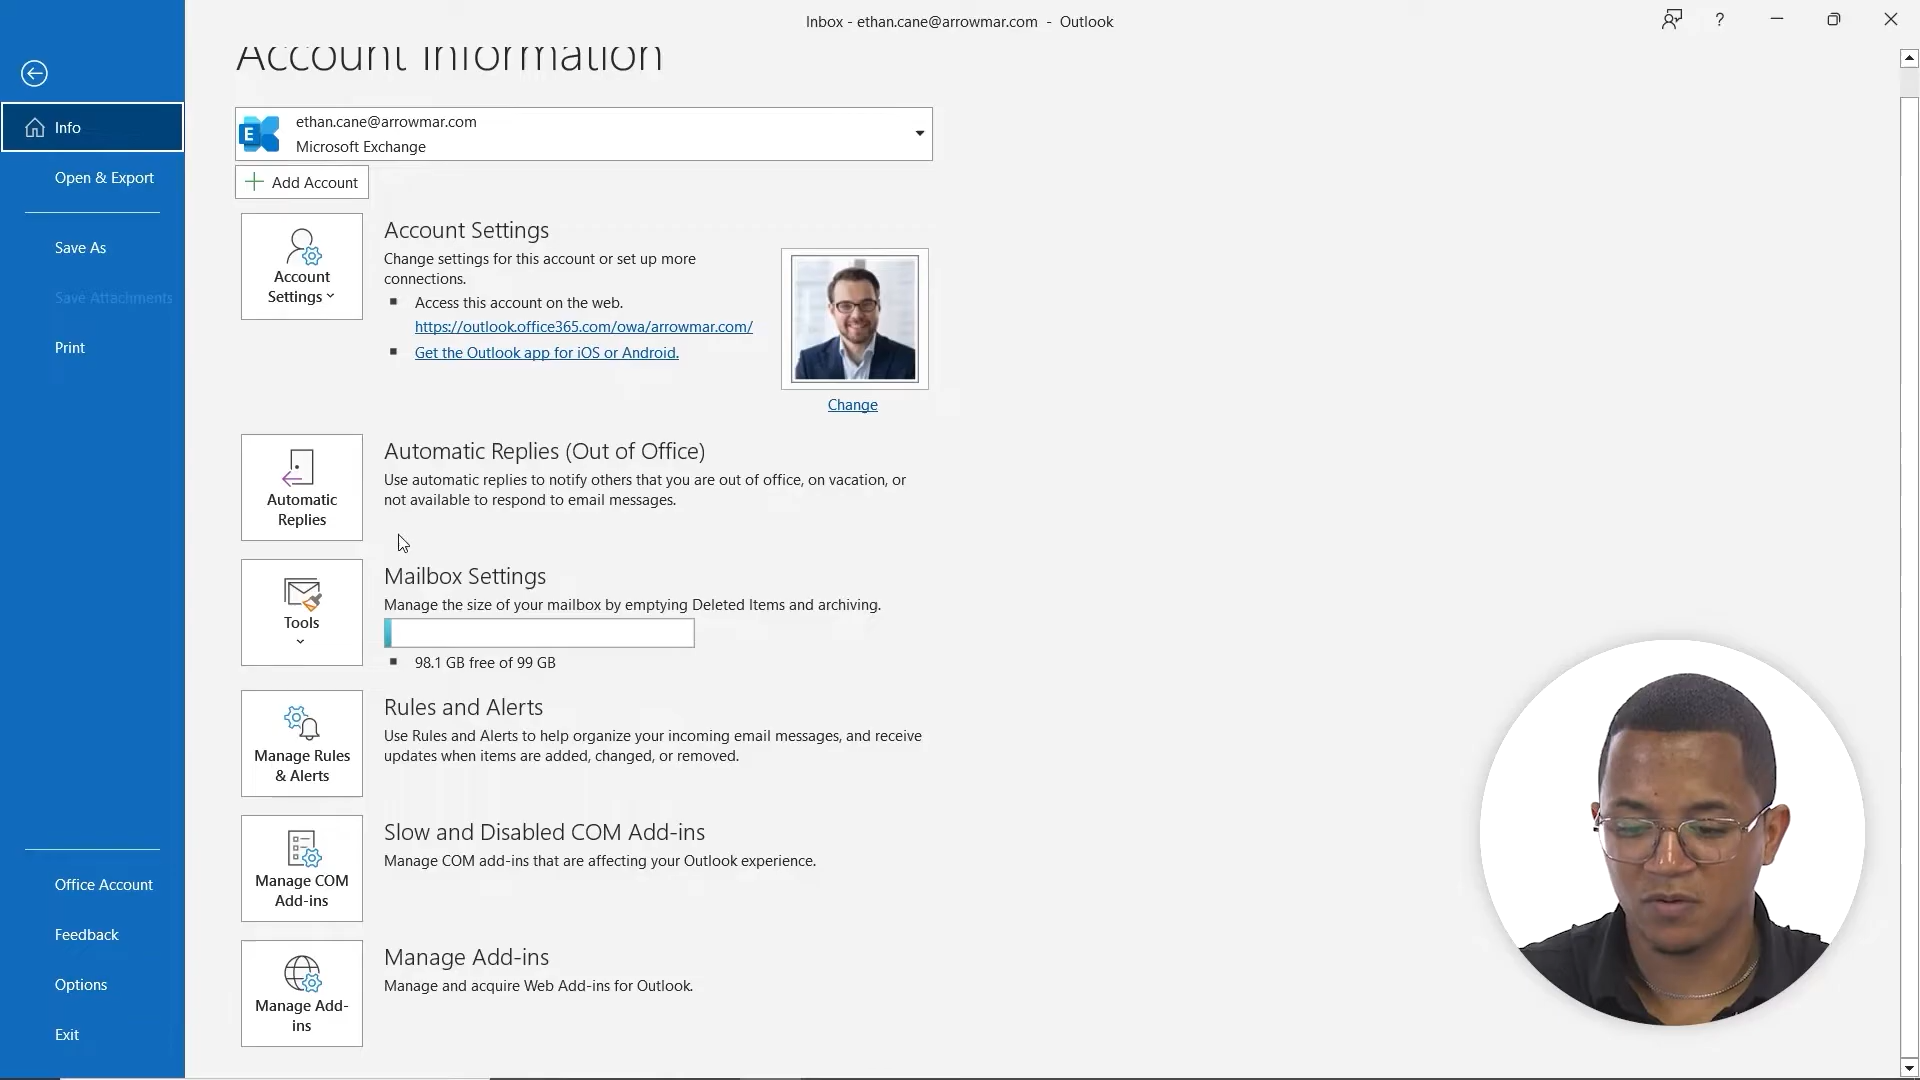 Inbox - ethan.cane@arrowmar.com - Outlook
?
Account Information
Info
Open & Export
Save As
Save Attachments
Print
Office Account
Feedback
Options
Exit
E
ethan.cane@arrowmar.com
Microsoft Exchange
Add Account
Account
Settings
Account Settings
Change settings for this account or set up more
connections.
Access this account on the web.
https://outlook.office365.com/owa/arrowmar.com/
Get the Outlook app for iOS or Android.
Change
Automatic
Replies
Automatic Replies (Out of Office)
Use automatic replies to notify others that you are out of office, on vacation, or
not available to respond to email messages.
Tools
Mailbox Settings
Manage the size of your mailbox by emptying Deleted Items and archiving.
98.1 GB free of 99 GB
Manage Rules
& Alerts
Rules and Alerts
Use Rules and Alerts to help organize your incoming email messages, and receive
updates when items are added, changed, or removed.
Manage COM
Add-ins
Slow and Disabled COM Add-ins
Manage COM add-ins that are affecting your Outlook experience.
Manage Add-
ins
Manage Add-ins
Manage and acquire Web Add-ins for Outlook.